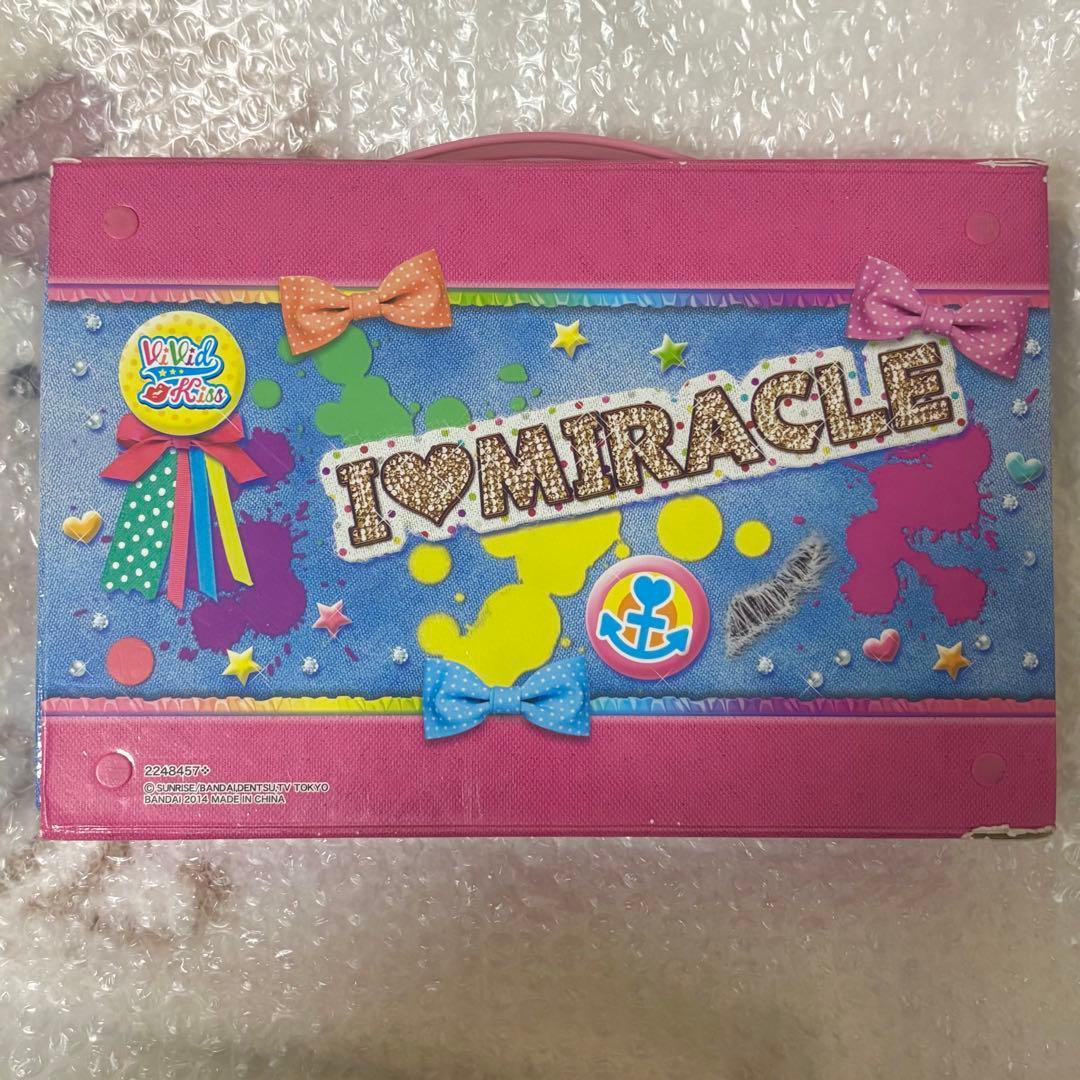 ViVid
Kiss
I♥MIRACLE
2248457
© SUNRISE/BANDAI,DENTSU,TV TOKYO
BANDAI 2014 MADE IN CHINA